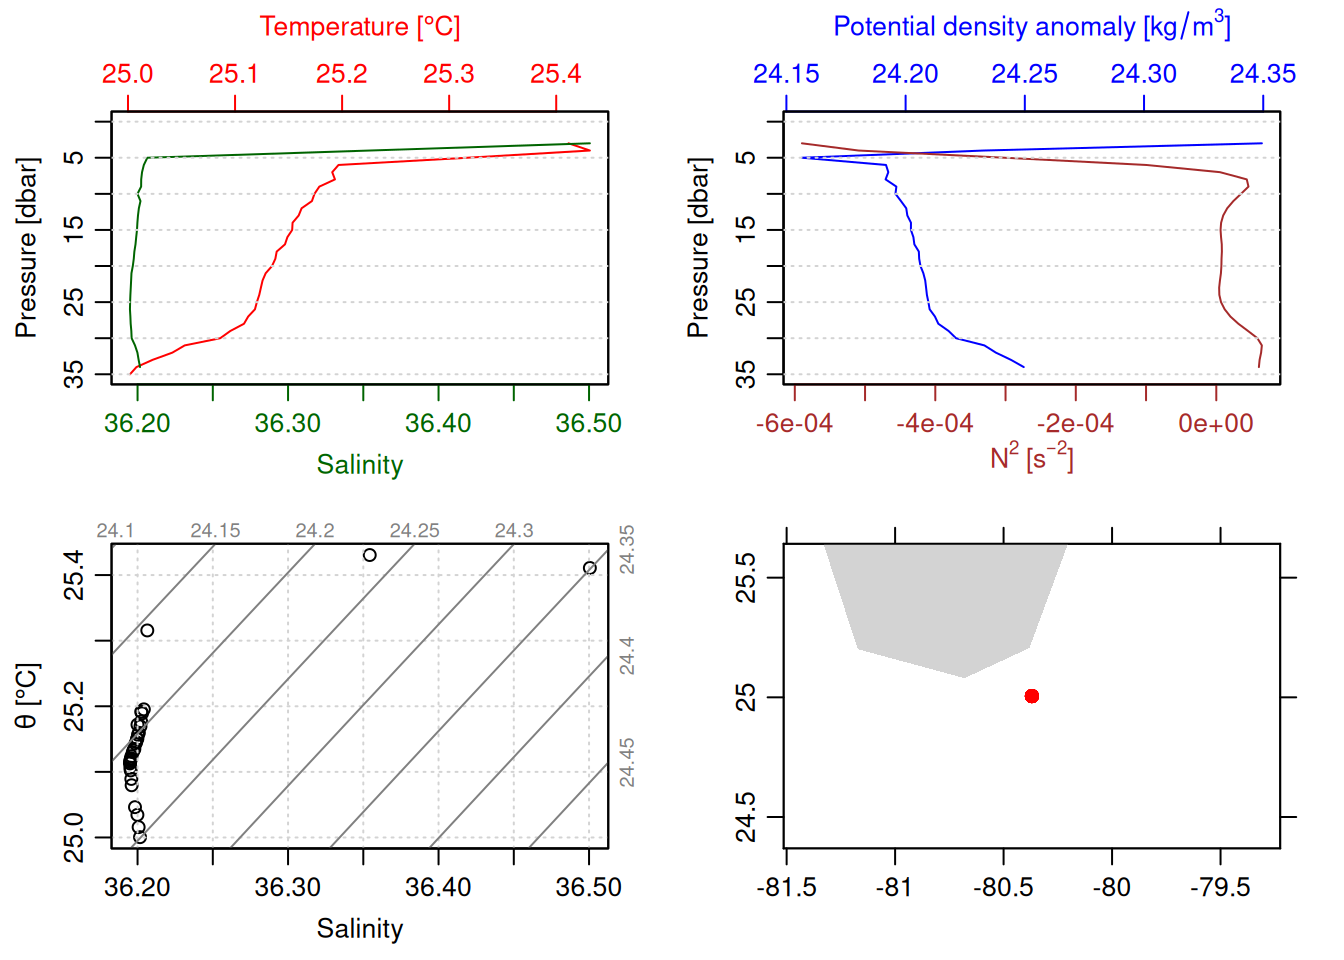 Temperature [°C]
25.0 25.1 25.2 25.3 25.4
Pressure [dbar]
5 15 25 35
36.20 36.30 36.40 36.50
Salinity
Potential density anomaly [kg/m³]
24.15 24.20 24.25 24.30 24.35
Pressure [dbar]
5 15 25 35
-6e-04 -4e-04 -2e-04 0e+00
N² [s⁻²]
24.1 24.15 24.2 24.25 24.3 24.35
24.4
24.45
θ [°C]
25.4
25.2
25.0
36.20 36.30 36.40 36.50
Salinity
25.5
25
24.5
-81.5 -81 -80.5 -80 -79.5